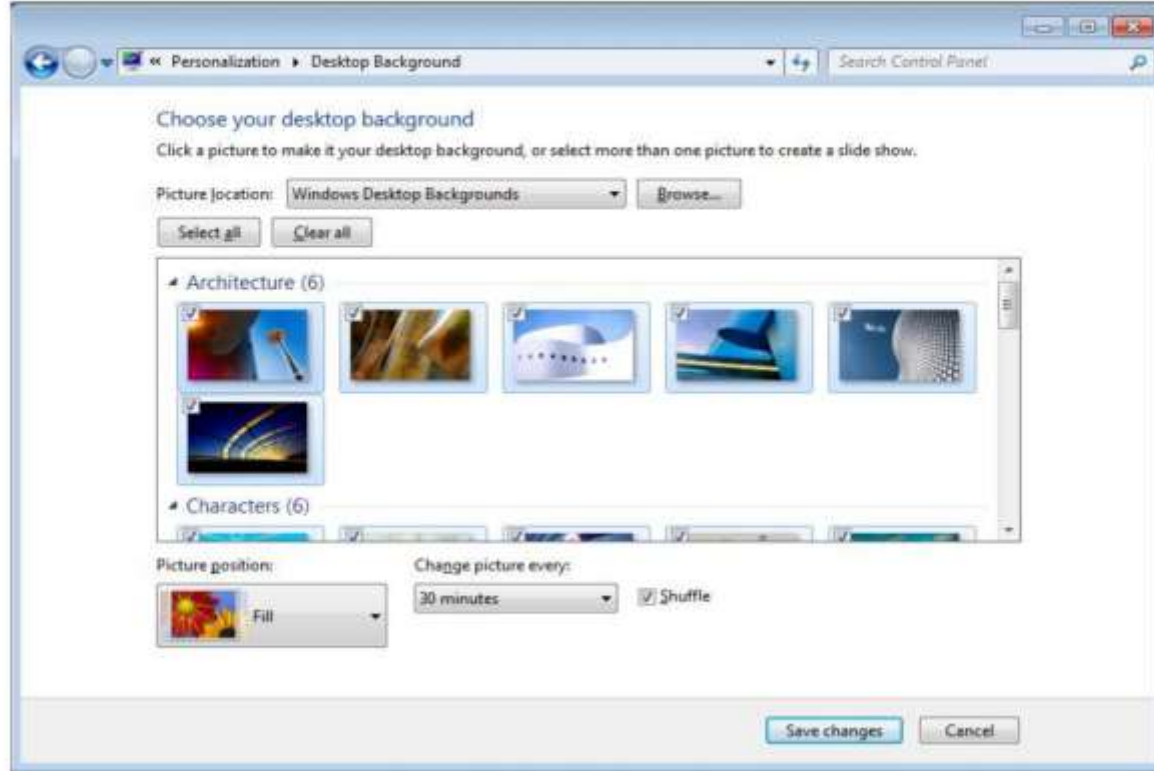 « Personalization ▸ Desktop Background
Search Control Panel
Choose your desktop background
Click a picture to make it your desktop background, or select more than one picture to create a slide show.
Picture location: Windows Desktop Backgrounds Browse...
Select all Clear all
Architecture (6)
Characters (6)
Picture position: Change picture every:
Fill 30 minutes Shuffle
Save changes Cancel